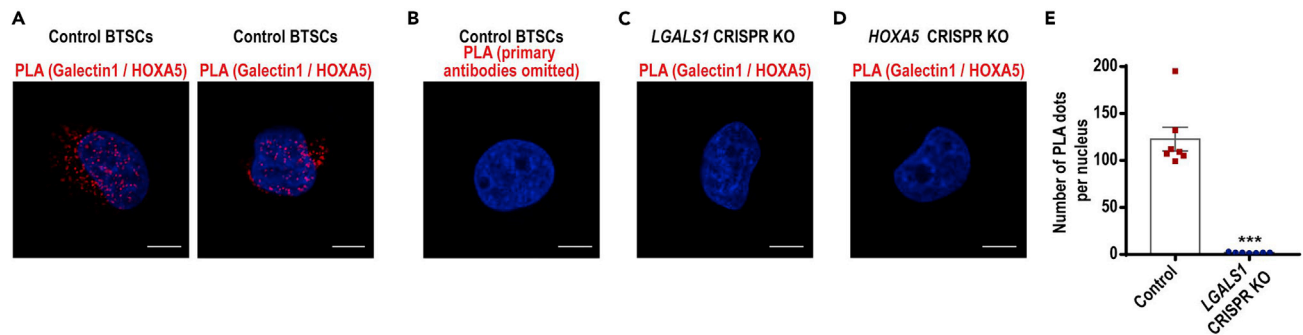 A
Control BTSCs
PLA (Galectin1 / HOXA5)
Control BTSCs
PLA (Galectin1 / HOXA5)
B
Control BTSCs
PLA (primary
antibodies omitted)
C
LGALS1 CRISPR KO
PLA (Galectin1 / HOXA5)
D
HOXA5 CRISPR KO
PLA (Galectin1 / HOXA5)
E
Number of PLA dots
per nucleus
200
150
100
50
0
***
Control
LGALS1
CRISPR KO